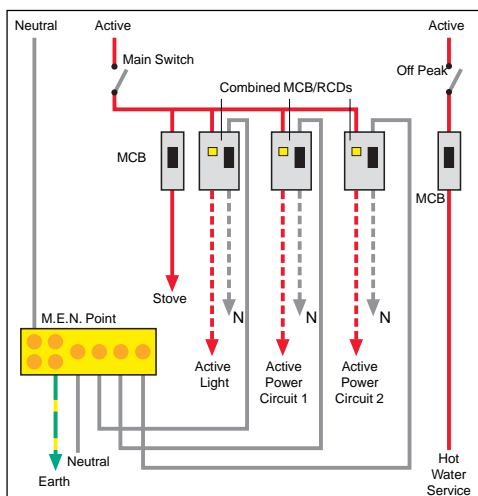 Neutral
Active
Active
Main Switch
Off Peak
Combined MCB/RCDs
MCB
MCB
Stove
N
N
N
M.E.N. Point
Active
Light
Active
Power
Circuit 1
Active
Power
Circuit 2
Neutral
Earth
Hot
Water
Service